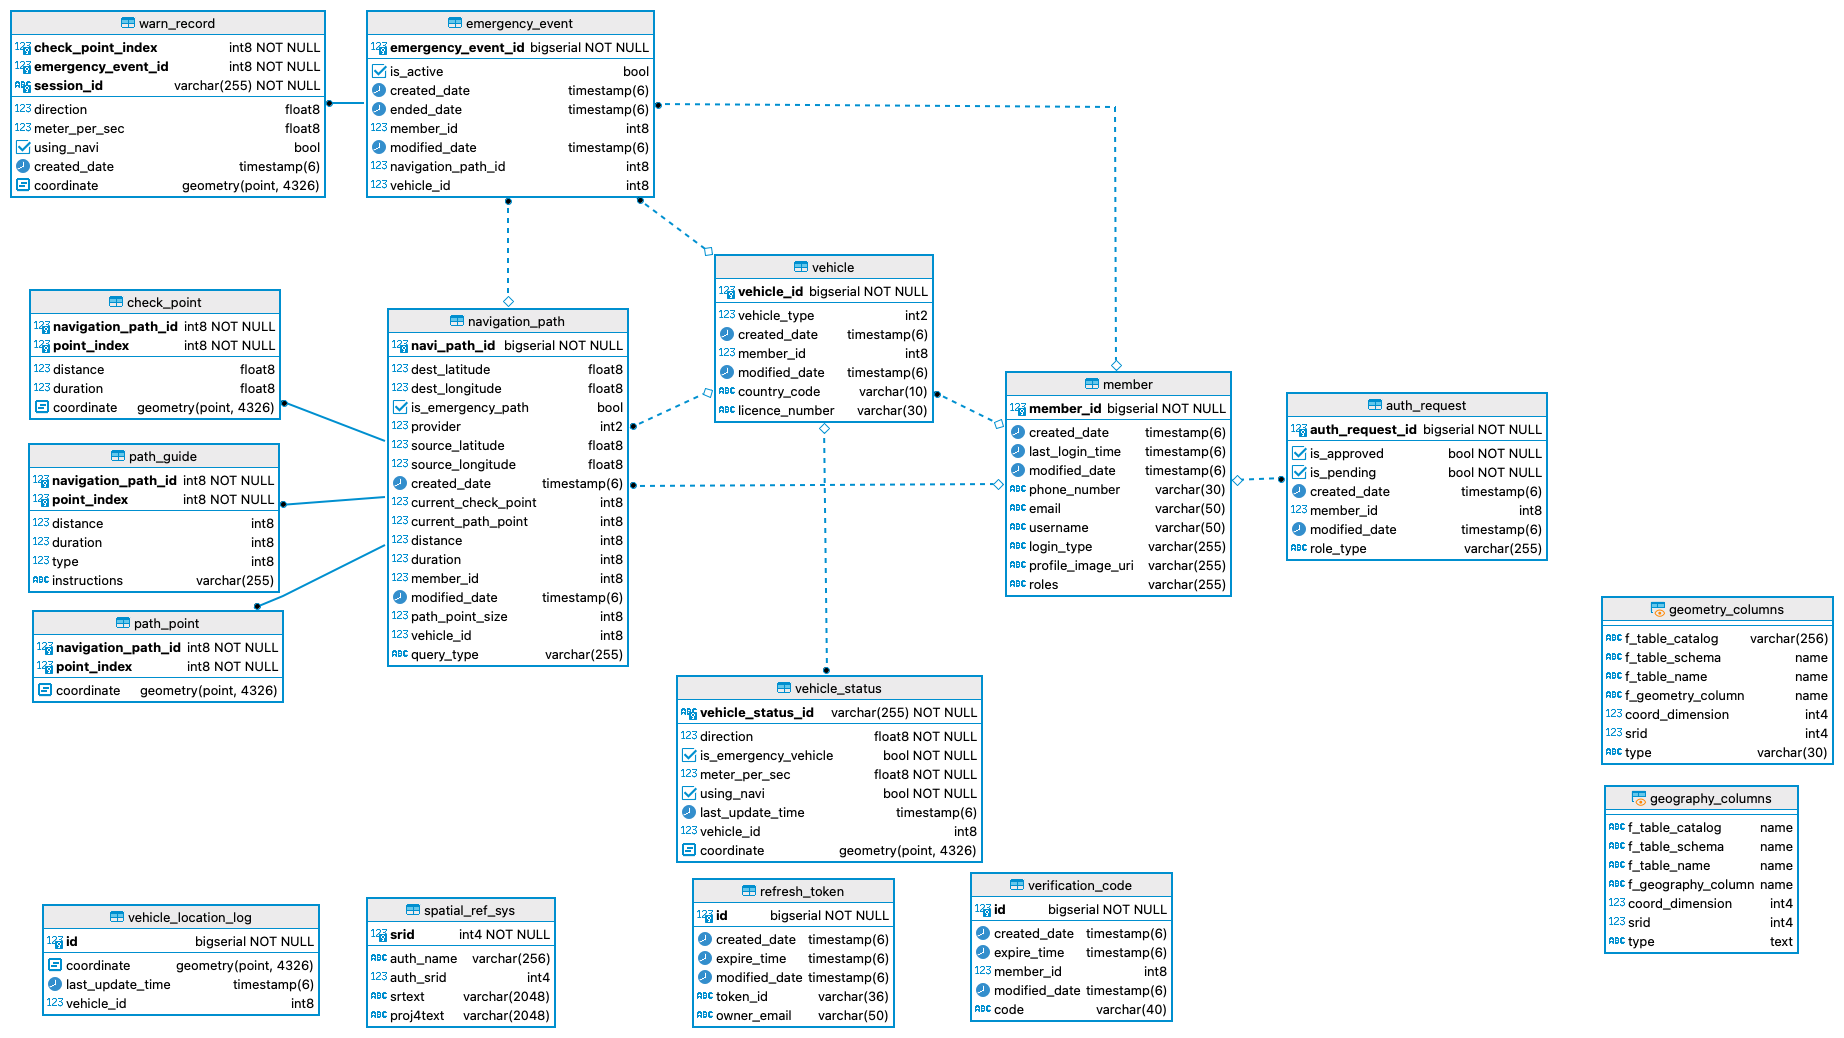 warn_record
check_point_index int8 NOT NULL
emergency_event_id int8 NOT NULL
session_id varchar(255) NOT NULL
direction float8
meter_per_sec float8
using_navi bool
created_date timestamp(6)
coordinate geometry(point, 4326)
emergency_event
emergency_event_id bigserial NOT NULL
is_active bool
created_date timestamp(6)
ended_date timestamp(6)
member_id int8
modified_date timestamp(6)
navigation_path_id int8
vehicle_id int8
vehicle
vehicle_id bigserial NOT NULL
vehicle_type int2
created_date timestamp(6)
member_id int8
modified_date timestamp(6)
country_code varchar(10)
licence_number varchar(30)
check_point
navigation_path_id int8 NOT NULL
point_index int8 NOT NULL
distance float8
duration float8
coordinate geometry(point, 4326)
navigation_path
navi_path_id bigserial NOT NULL
dest_latitude float8
dest_longitude float8
is_emergency_path bool
provider int2
source_latitude float8
source_longitude float8
created_date timestamp(6)
current_check_point int8
current_path_point int8
distance int8
duration int8
member_id int8
modified_date timestamp(6)
path_point_size int8
vehicle_id int8
query_type varchar(255)
member
member_id bigserial NOT NULL
created_date timestamp(6)
last_login_time timestamp(6)
modified_date timestamp(6)
phone_number varchar(30)
email varchar(50)
username varchar(50)
login_type varchar(255)
profile_image_uri varchar(255)
roles varchar(255)
auth_request
auth_request_id bigserial NOT NULL
is_approved bool NOT NULL
is_pending bool NOT NULL
created_date timestamp(6)
member_id int8
modified_date timestamp(6)
role_type varchar(255)
path_guide
navigation_path_id int8 NOT NULL
point_index int8 NOT NULL
distance int8
duration int8
type int8
instructions varchar(255)
path_point
navigation_path_id int8 NOT NULL
point_index int8 NOT NULL
coordinate geometry(point, 4326)
geometry_columns
f_table_catalog varchar(256)
f_table_schema name
f_table_name name
f_geometry_column name
coord_dimension int4
srid int4
type varchar(30)
vehicle_status
vehicle_status_id varchar(255) NOT NULL
direction float8 NOT NULL
is_emergency_vehicle bool NOT NULL
meter_per_sec float8 NOT NULL
using_navi bool NOT NULL
last_update_time timestamp(6)
vehicle_id int8
coordinate geometry(point, 4326)
geography_columns
f_table_catalog name
f_table_schema name
f_table_name name
f_geography_column name
coord_dimension int4
srid int4
type text
vehicle_location_log
id bigserial NOT NULL
coordinate geometry(point, 4326)
last_update_time timestamp(6)
vehicle_id int8
spatial_ref_sys
srid int4 NOT NULL
auth_name varchar(256)
auth_srid int4
srtext varchar(2048)
proj4text varchar(2048)
refresh_token
id bigserial NOT NULL
created_date timestamp(6)
expire_time timestamp(6)
modified_date timestamp(6)
token_id varchar(36)
owner_email varchar(50)
verification_code
id bigserial NOT NULL
created_date timestamp(6)
expire_time timestamp(6)
member_id int8
modified_date timestamp(6)
code varchar(40)